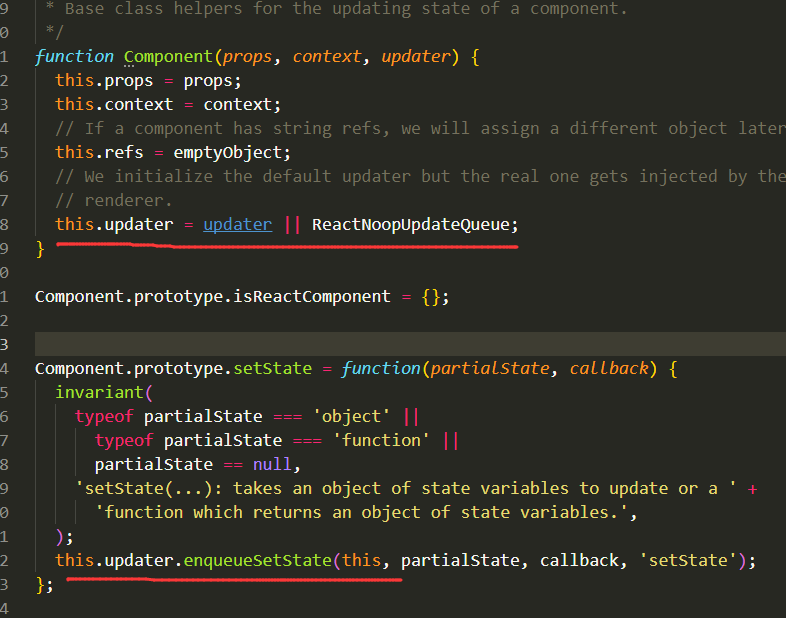 9 * Base class helpers for the updating state of a component.
0 */
1 function Component(props, context, updater) {
2 this.props = props;
3 this.context = context;
4 // If a component has string refs, we will assign a different object later
5 this.refs = emptyObject;
6 // We initialize the default updater but the real one gets injected by the
7 // renderer.
8 this.updater = updater || ReactNoopUpdateQueue;
9 }
0
1 Component.prototype.isReactComponent = {};
2
3
4 Component.prototype.setState = function(partialState, callback) {
5 invariant(
6 typeof partialState === 'object' ||
7 typeof partialState === 'function' ||
8 partialState == null,
9 'setState(...): takes an object of state variables to update or a ' +
0 'function which returns an object of state variables.',
1 );
2 this.updater.enqueueSetState(this, partialState, callback, 'setState');
3 };
4